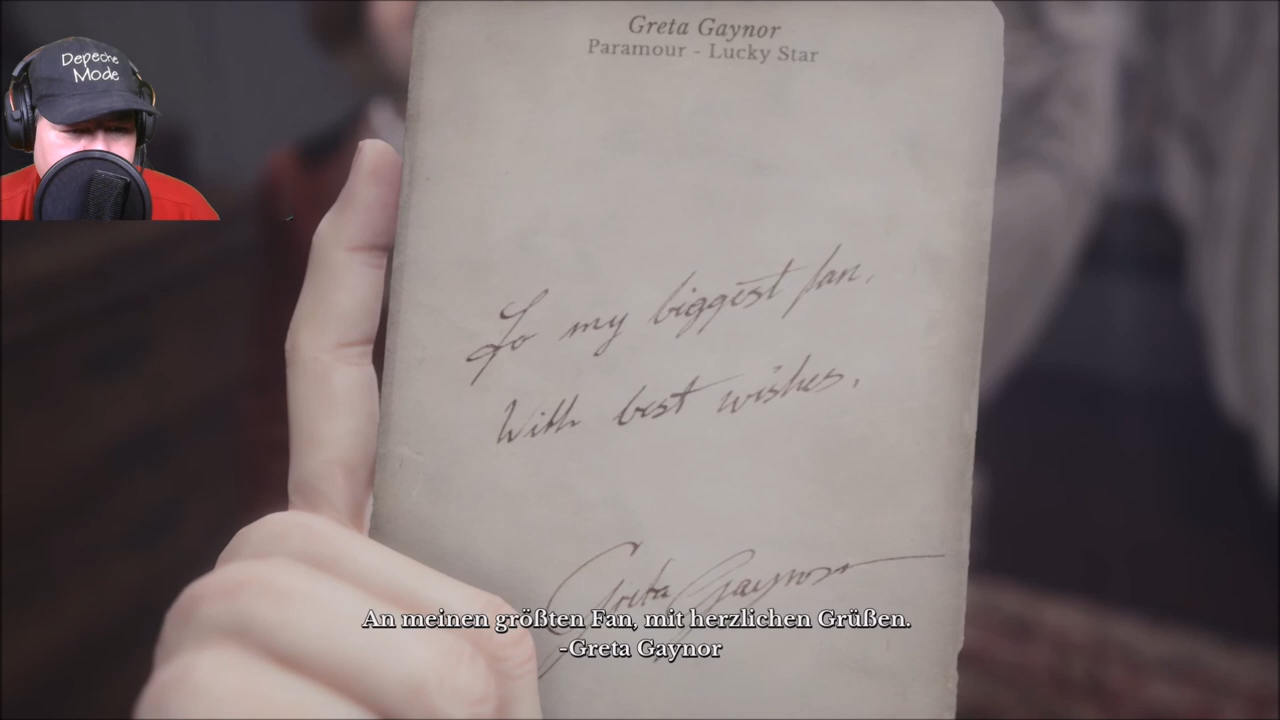 Greta Gaynor
Paramour - Lucky Star
Depeche
Mode
To my biggest fan,
With best wishes,
Greta Gaynor
An meinen größten Fan, mit herzlichen Grüßen.
-Greta Gaynor